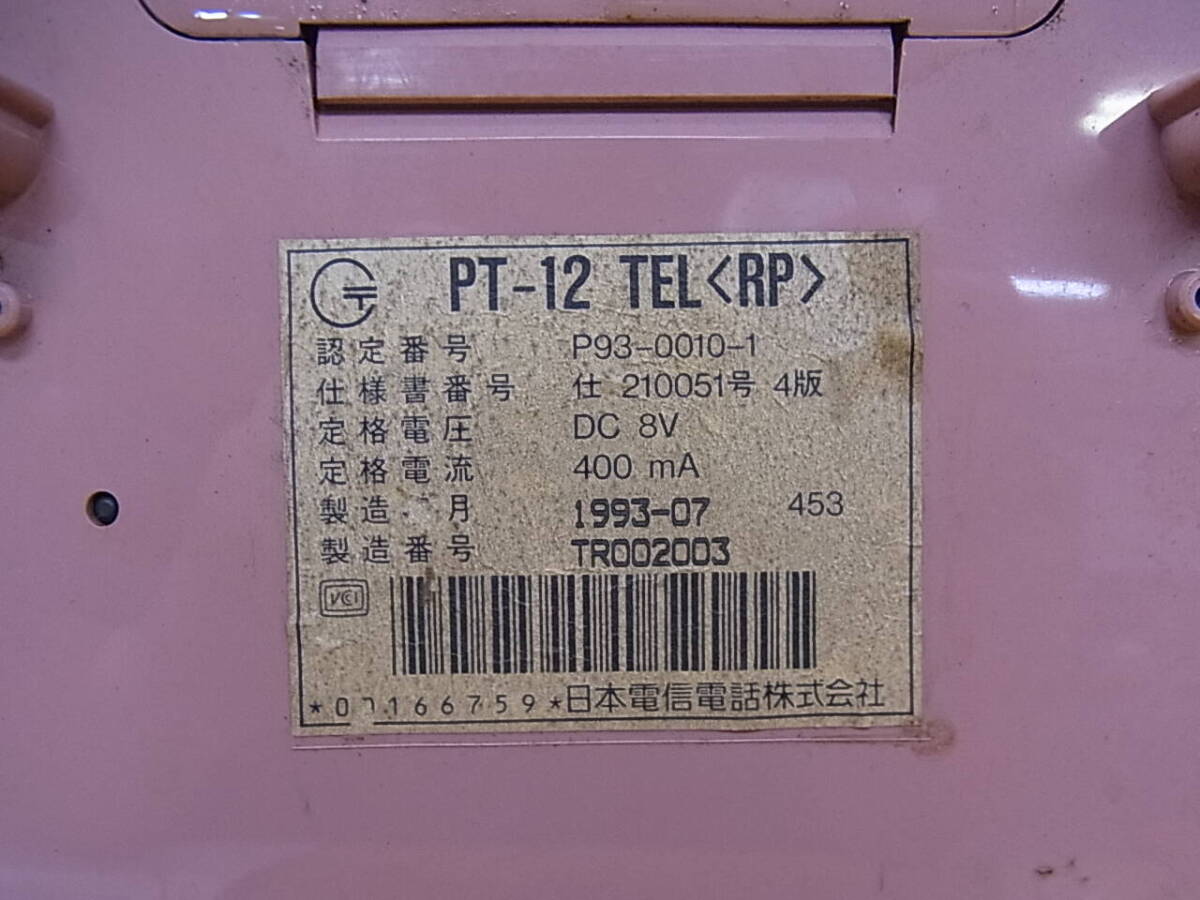 PT-12 TEL<RP>
認定番号 P93-0010-1
仕様書番号 仕 210051号 4版
定格電圧 DC 8V
定格電流 400 mA
製造 月 1993-07 453
製造番号 TR002003
VCCI
*00166759*日本電信電話株式会社